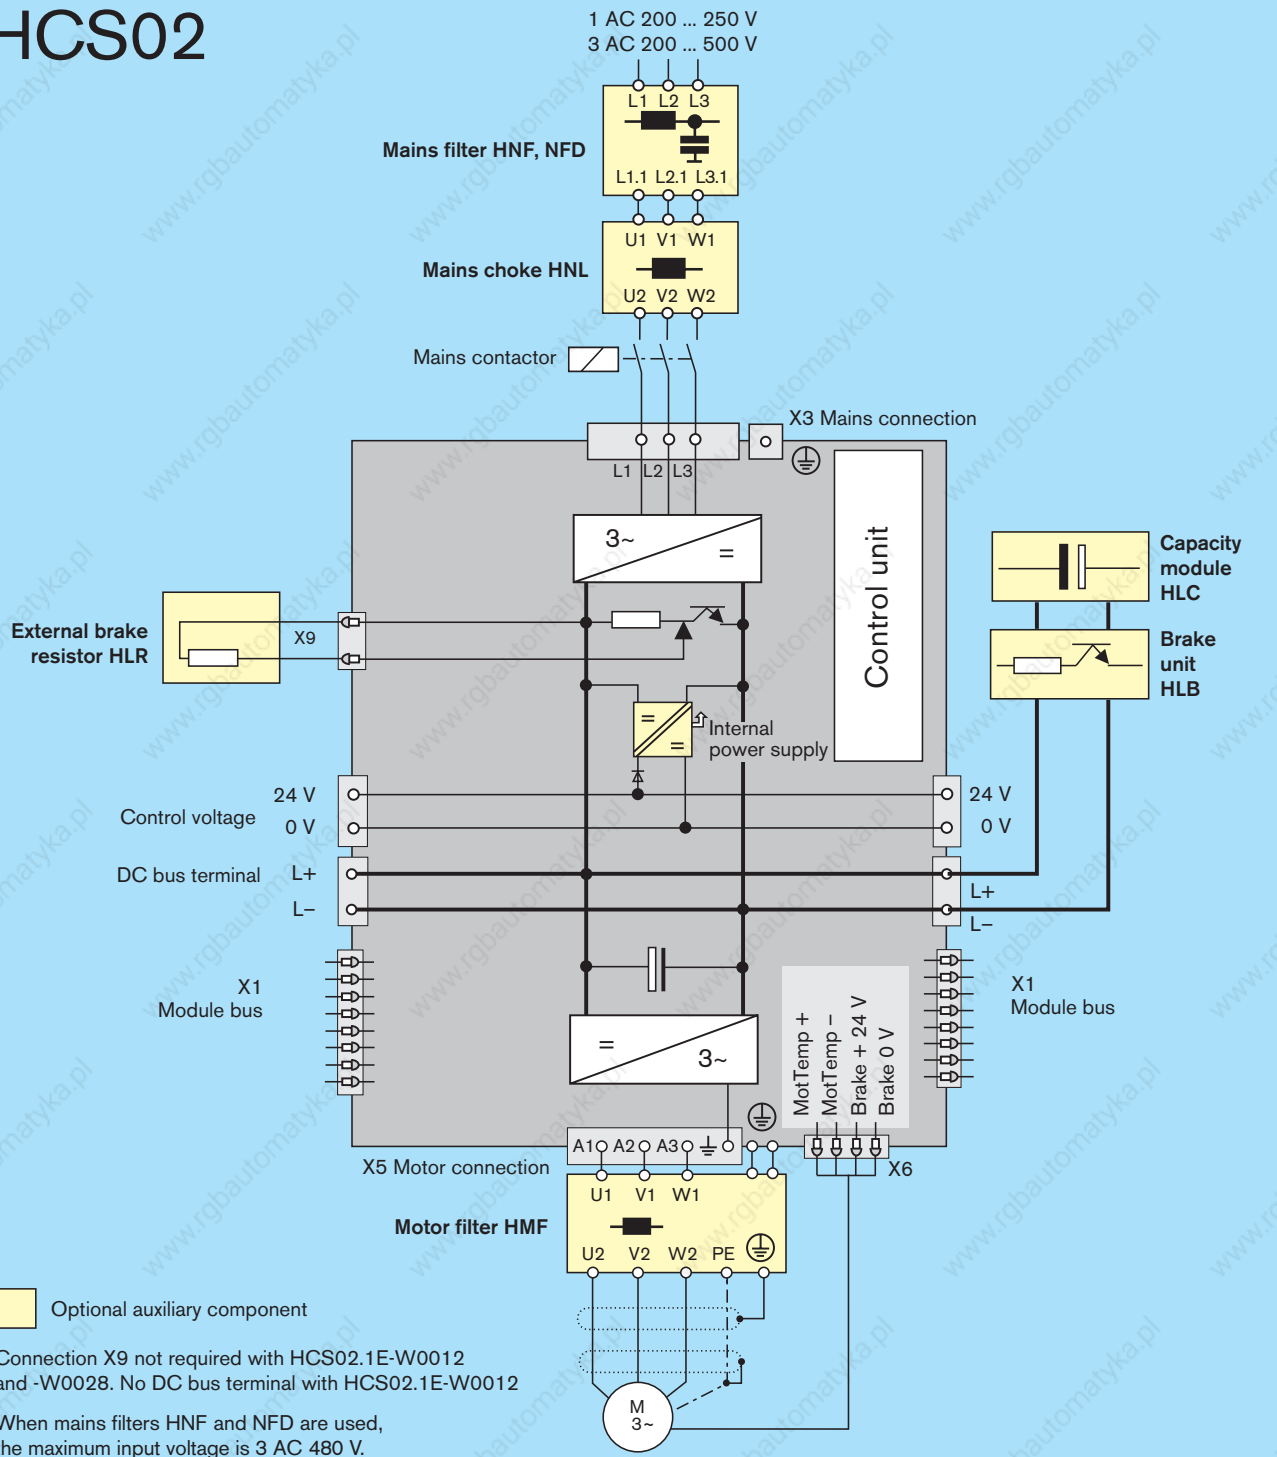 HCS02
1 AC 200 ... 250 V
3 AC 200 ... 500 V
L1 L2 L3
Mains filter HNF, NFD
L1.1 L2.1 L3.1
U1 V1 W1
Mains choke HNL
U2 V2 W2
Mains contactor
X3 Mains connection
L1 L2 L3
3~
=
Control unit
Capacity
module
HLC
External brake
resistor HLR
X9
Brake
unit
HLB
=
=
Internal
power supply
Control voltage
24 V
0 V
24 V
0 V
DC bus terminal
L+
L–
L+
L–
X1
Module bus
X1
Module bus
=
3~
MotTemp +
MotTemp –
Brake + 24 V
Brake 0 V
A1 A2 A3
X5 Motor connection
X6
U1 V1 W1
Motor filter HMF
U2 V2 W2 PE
M
3~
Optional auxiliary component
Connection X9 not required with HCS02.1E-W0012
and -W0028. No DC bus terminal with HCS02.1E-W0012
When mains filters HNF and NFD are used,
the maximum input voltage is 3 AC 480 V.
www.rgbautomatyka.pl